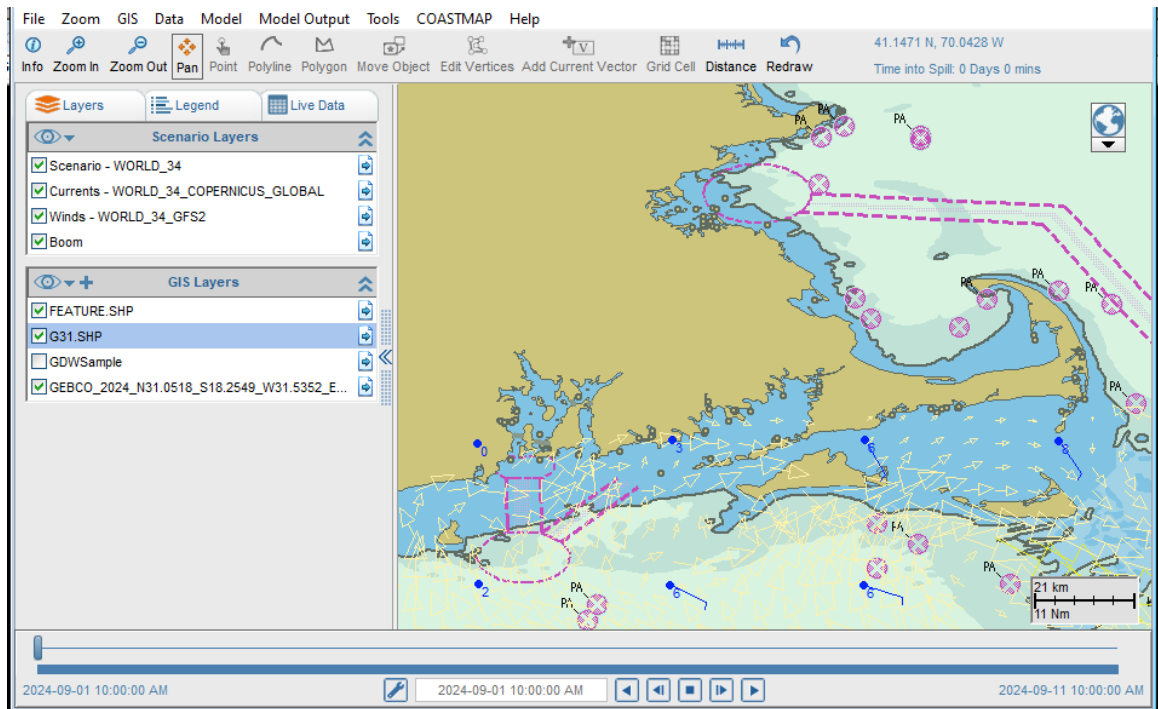 File Zoom GIS Data Model Model Output Tools COASTMAP Help
Info Zoom In Zoom Out Pan Point Polyline Polygon Move Object Edit Vertices Add Current Vector Grid Cell Distance Redraw
V
41.1471 N, 70.0428 W
Time into Spill: 0 Days 0 mins
Layers Legend Live Data
Scenario Layers
Scenario - WORLD_34
Currents - WORLD_34_COPERNICUS_GLOBAL
Winds - WORLD_34_GFS2
Boom
GIS Layers
FEATURE.SHP
G31.SHP
GDWSample
GEBCO_2024_N31.0518_S18.2549_W31.5352_E...
PA
PA
PA
PA
PA
PA
PA
0
3
6
6
PA
PA
2
6
6
PA
PA
21 km
11 Nm
2024-09-01 10:00:00 AM
2024-09-01 10:00:00 AM
2024-09-11 10:00:00 AM